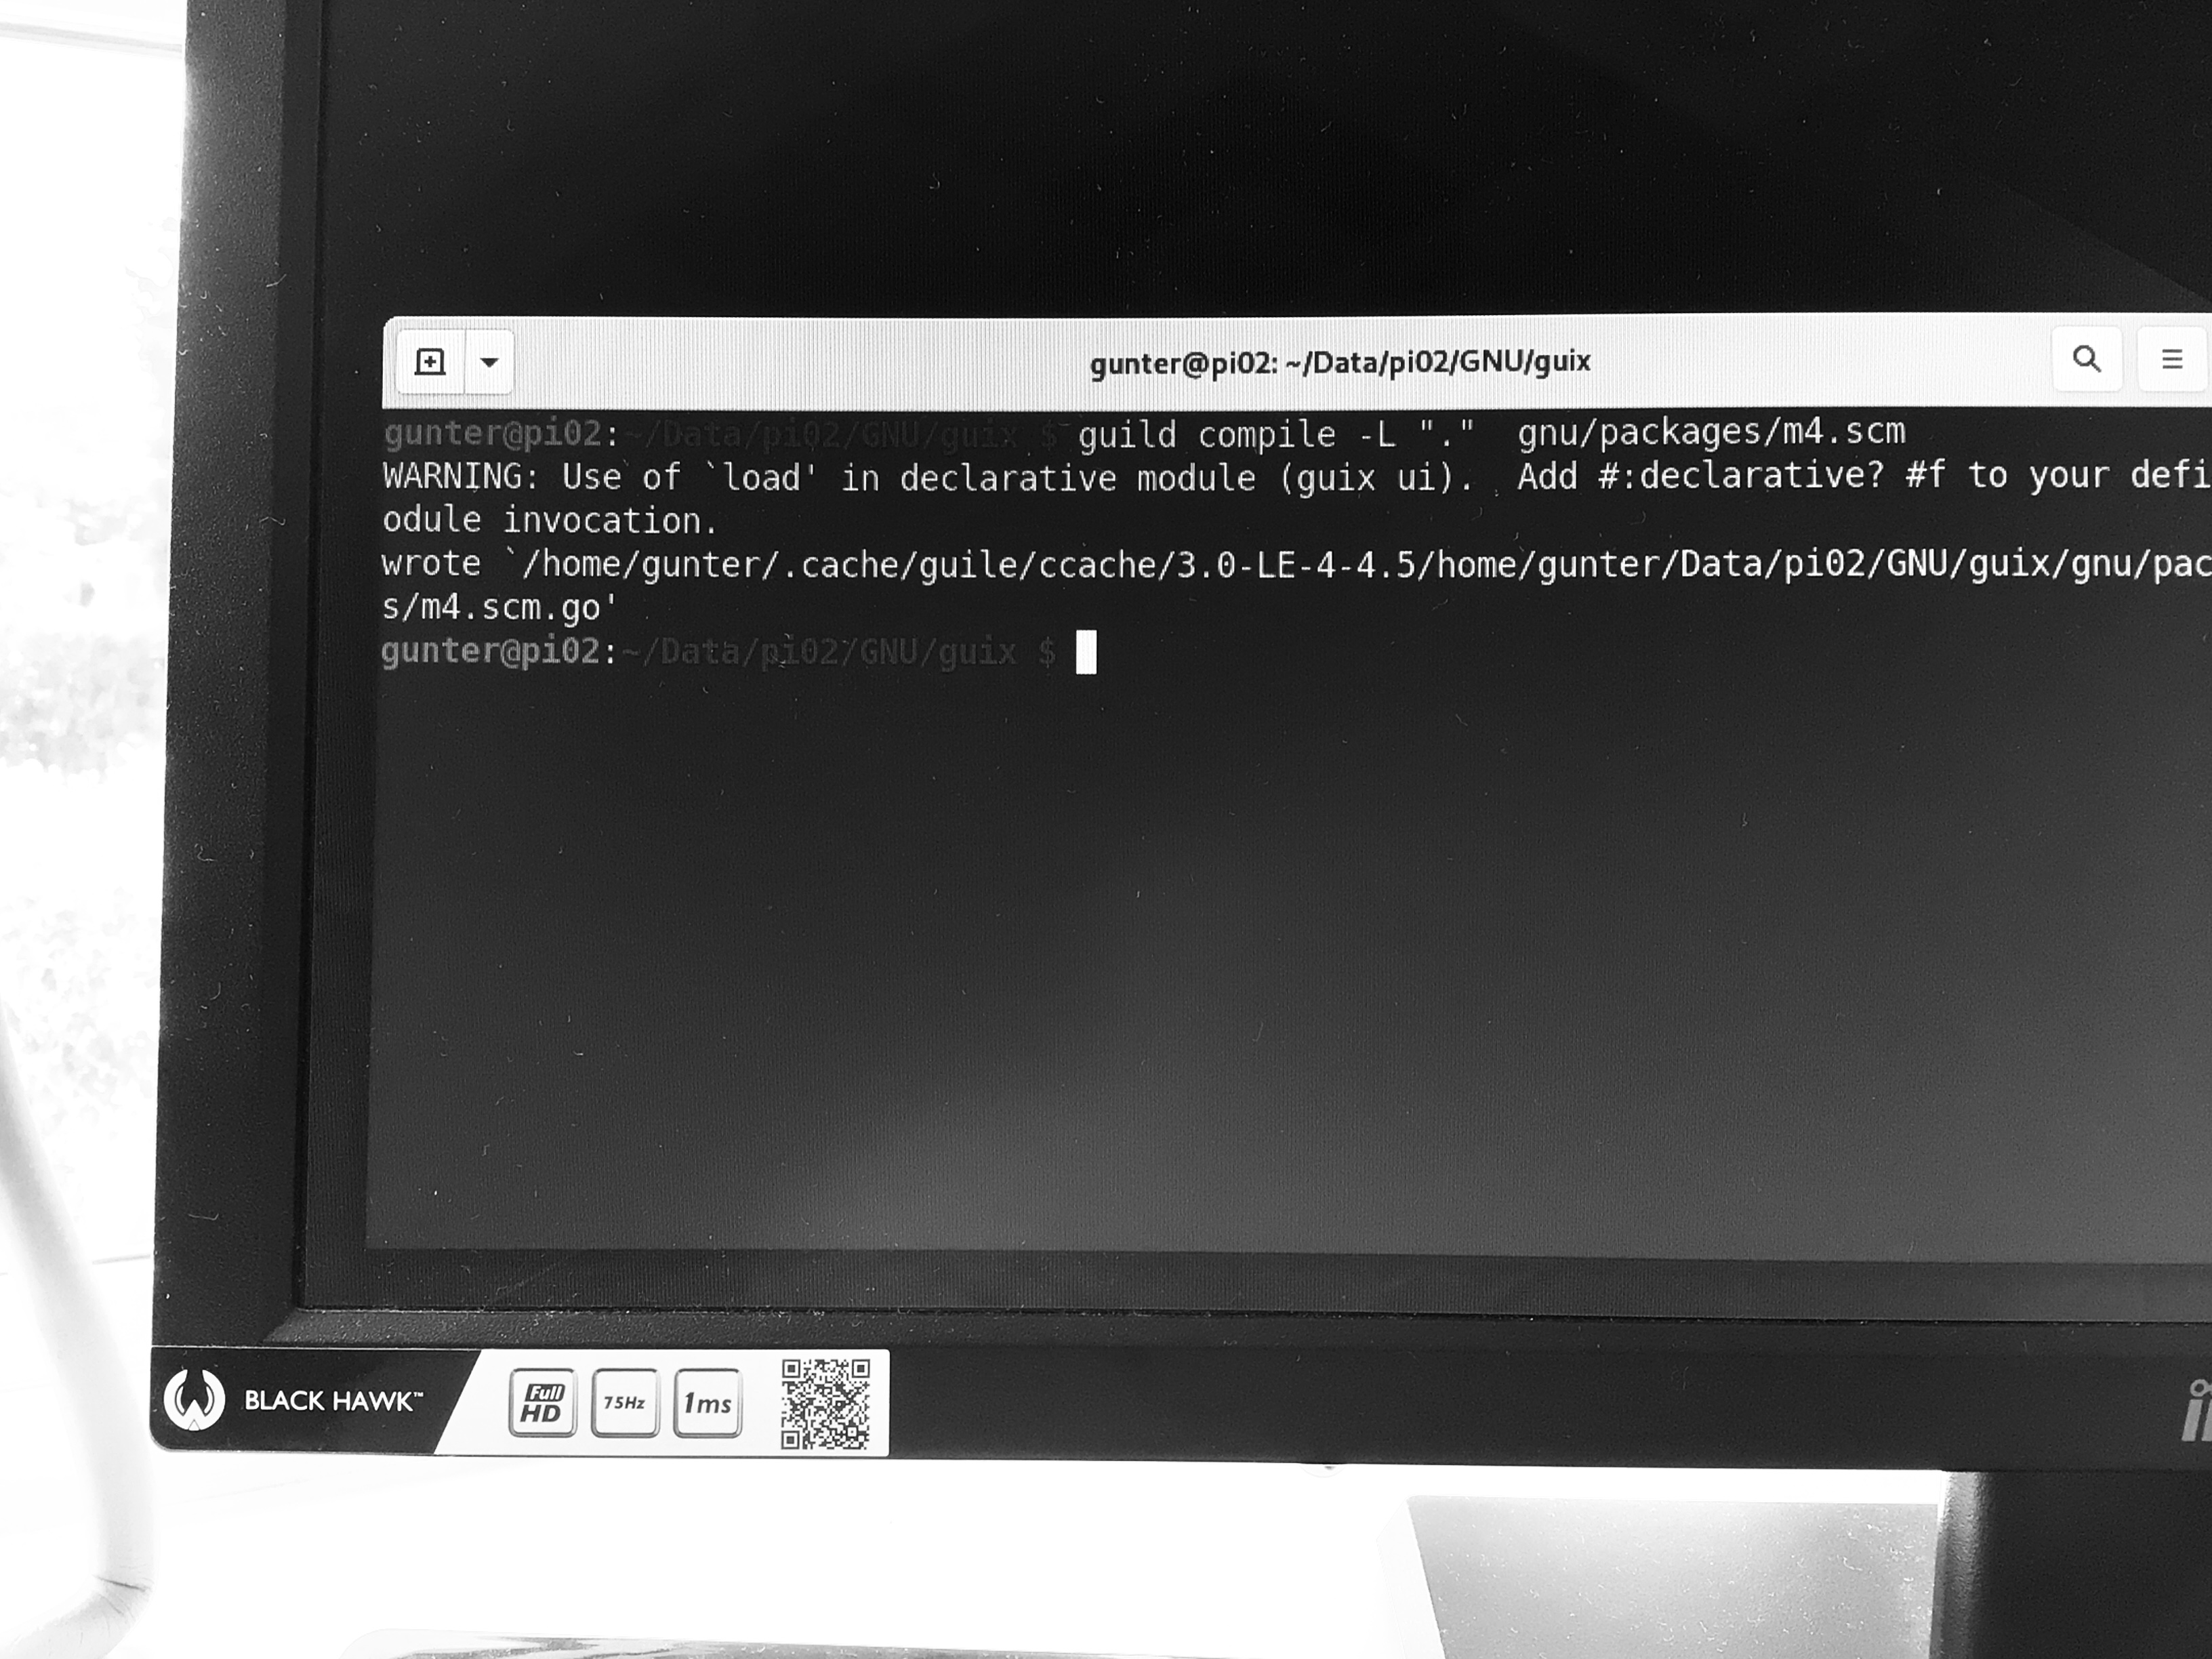 gunter@pi02: ~/Data/pi02/GNU/guix
gunter@pi02:~/Data/pi02/GNU/guix $ guild compile -L "."  gnu/packages/m4.scm
WARNING: Use of `load' in declarative module (guix ui).  Add #:declarative? #f to your defi
odule invocation.
wrote `/home/gunter/.cache/guile/ccache/3.0-LE-4-4.5/home/gunter/Data/pi02/GNU/guix/gnu/pac
s/m4.scm.go'
gunter@pi02:~/Data/pi02/GNU/guix $
BLACK HAWK™
Full HD
75Hz
1ms